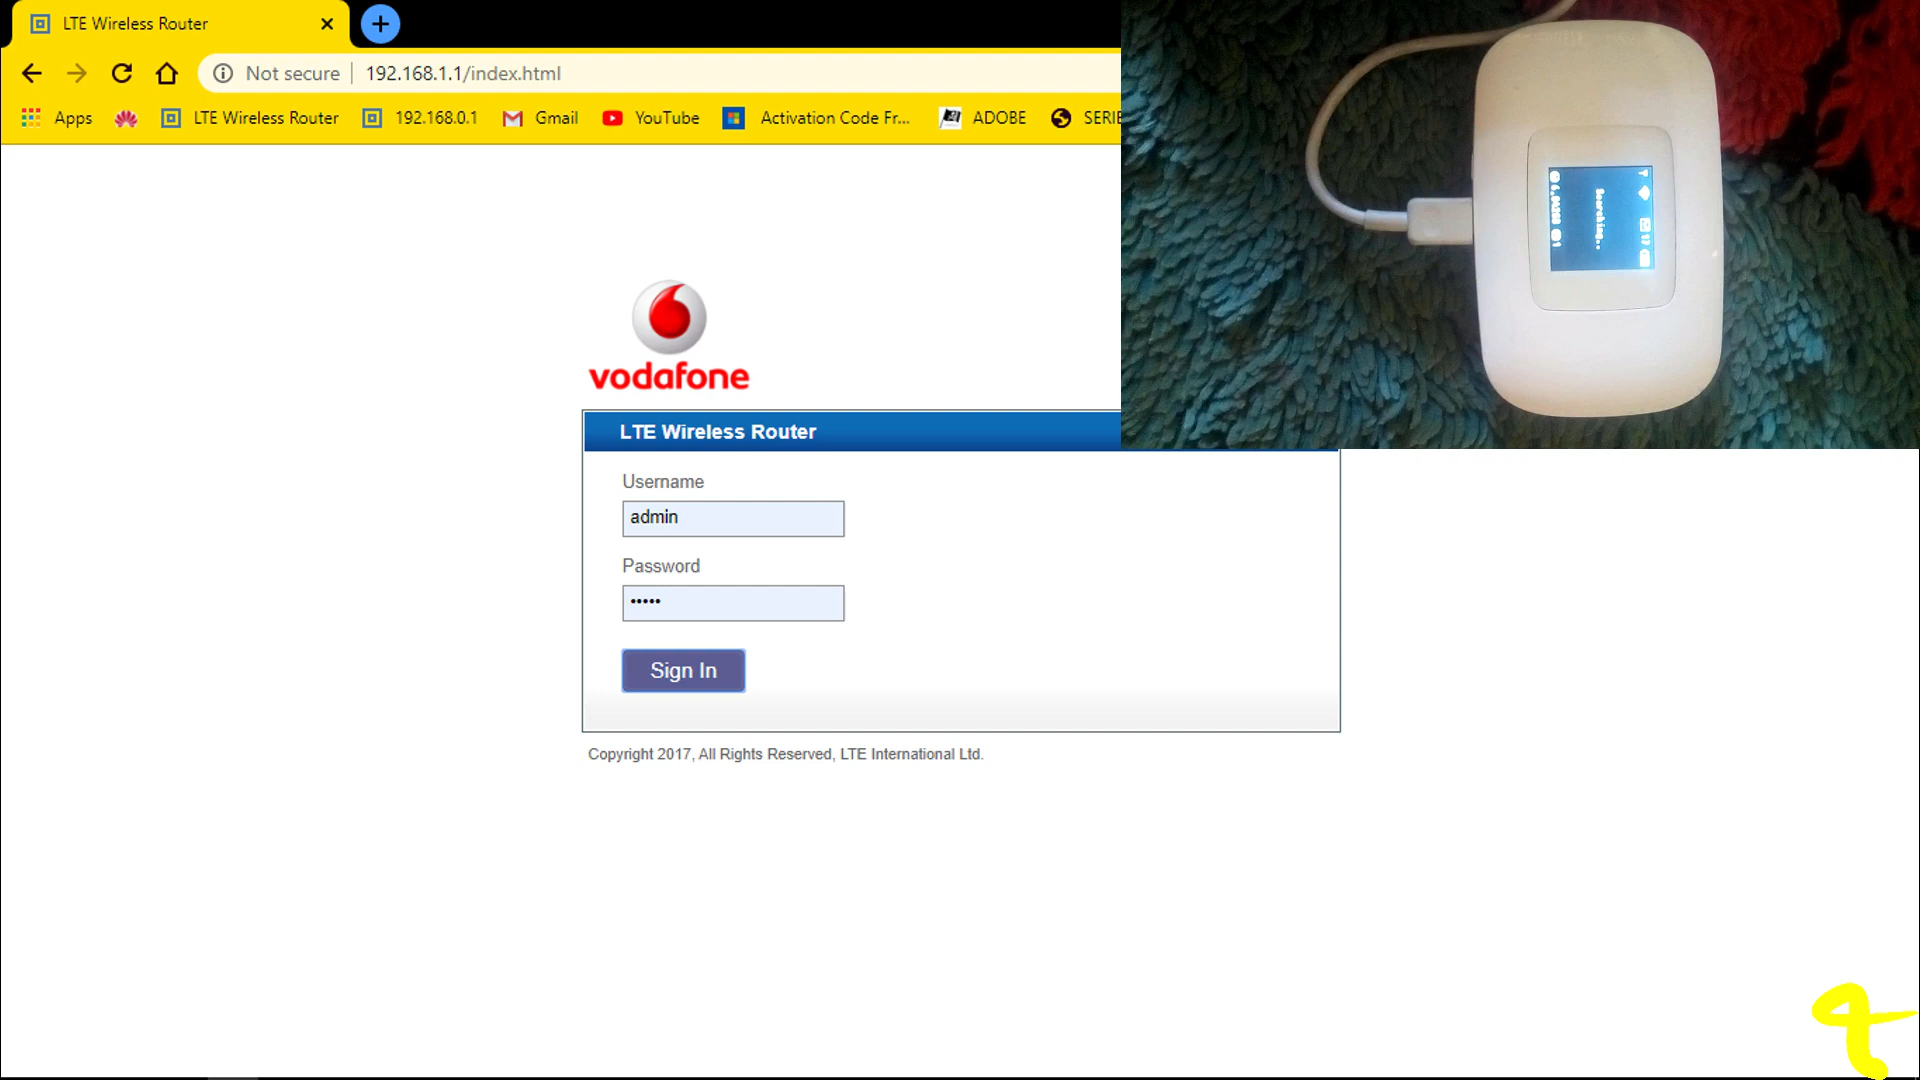 LTE Wireless Router
Not secure
192.168.1.1/index.html
Apps
LTE Wireless Router
192.168.0.1
Gmail
YouTube
Activation Code Fr...
ADOBE
SERIE
Searching...
vodafone
LTE Wireless Router
Username
admin
Password
•••••
Sign In
Copyright 2017, All Rights Reserved, LTE International Ltd.